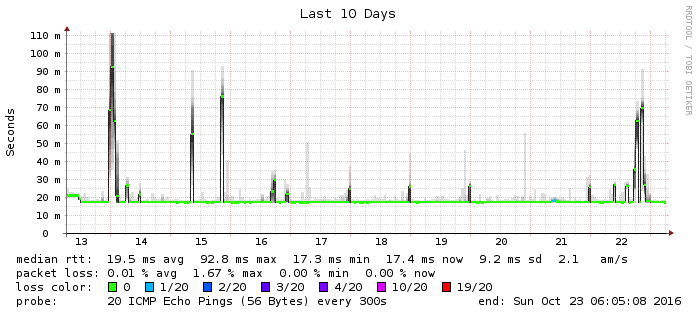 Last 10 Days
RRDTOOL / TOBI OETIKER
Seconds
110 m
100 m
90 m
80 m
70 m
60 m
50 m
40 m
30 m
20 m
10 m
0
13 14 15 16 17 18 19 20 21 22
median rtt: 19.5 ms avg 92.8 ms max 17.3 ms min 17.4 ms now 9.2 ms sd 2.1 am/s
packet loss: 0.01 % avg 1.67 % max 0.00 % min 0.00 % now
loss color: 0 1/20 2/20 3/20 4/20 10/20 19/20
probe: 20 ICMP Echo Pings (56 Bytes) every 300s end: Sun Oct 23 06:05:08 2016